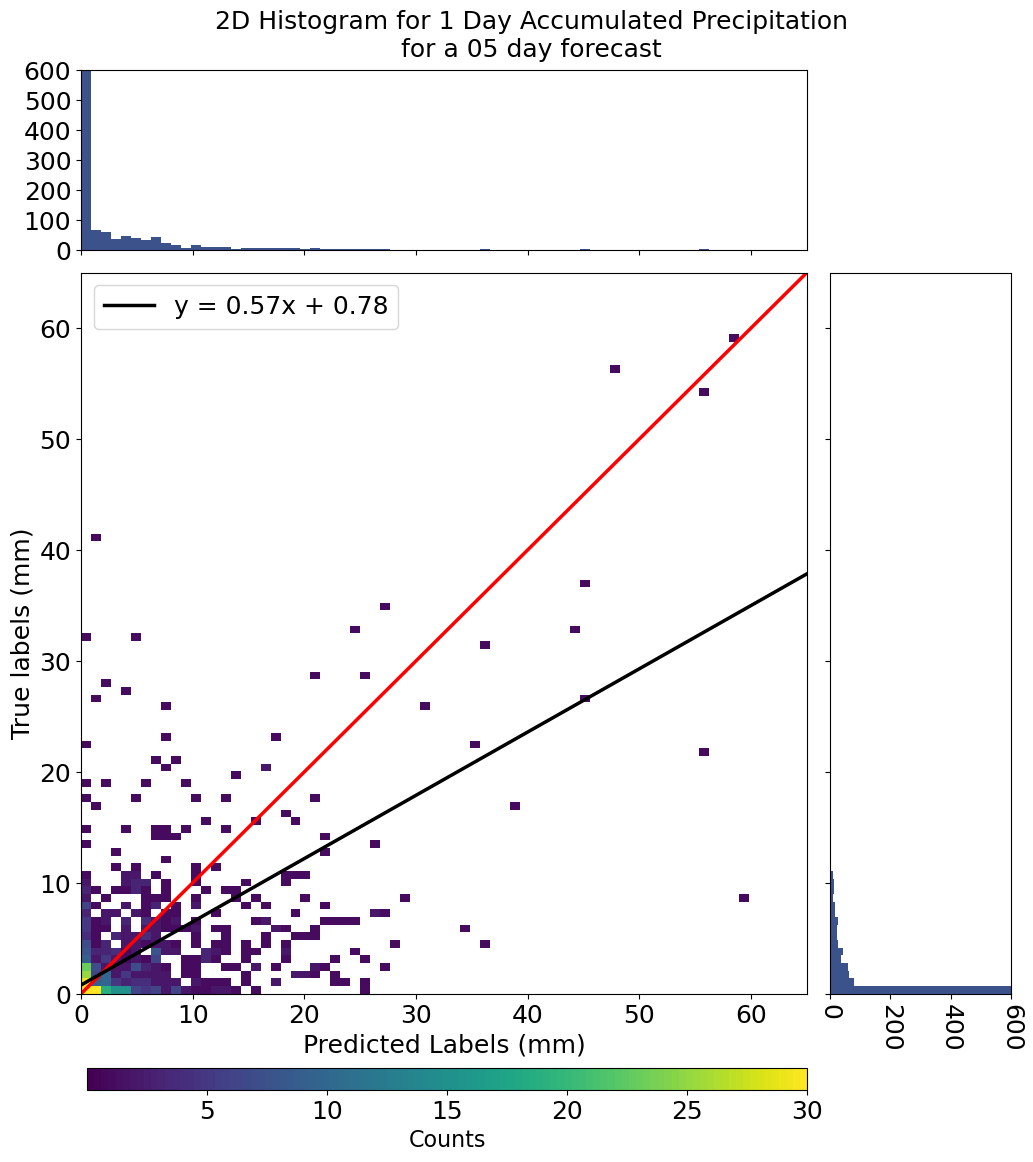 2D Histogram for 1 Day Accumulated Precipitation
for a 05 day forecast
600
500
400
300
200
100
0
y = 0.57x + 0.78
True labels (mm)
60
50
40
30
20
10
0
0 10 20 30 40 50 60
Predicted Labels (mm)
0 200 400 600
5 10 15 20 25 30
Counts